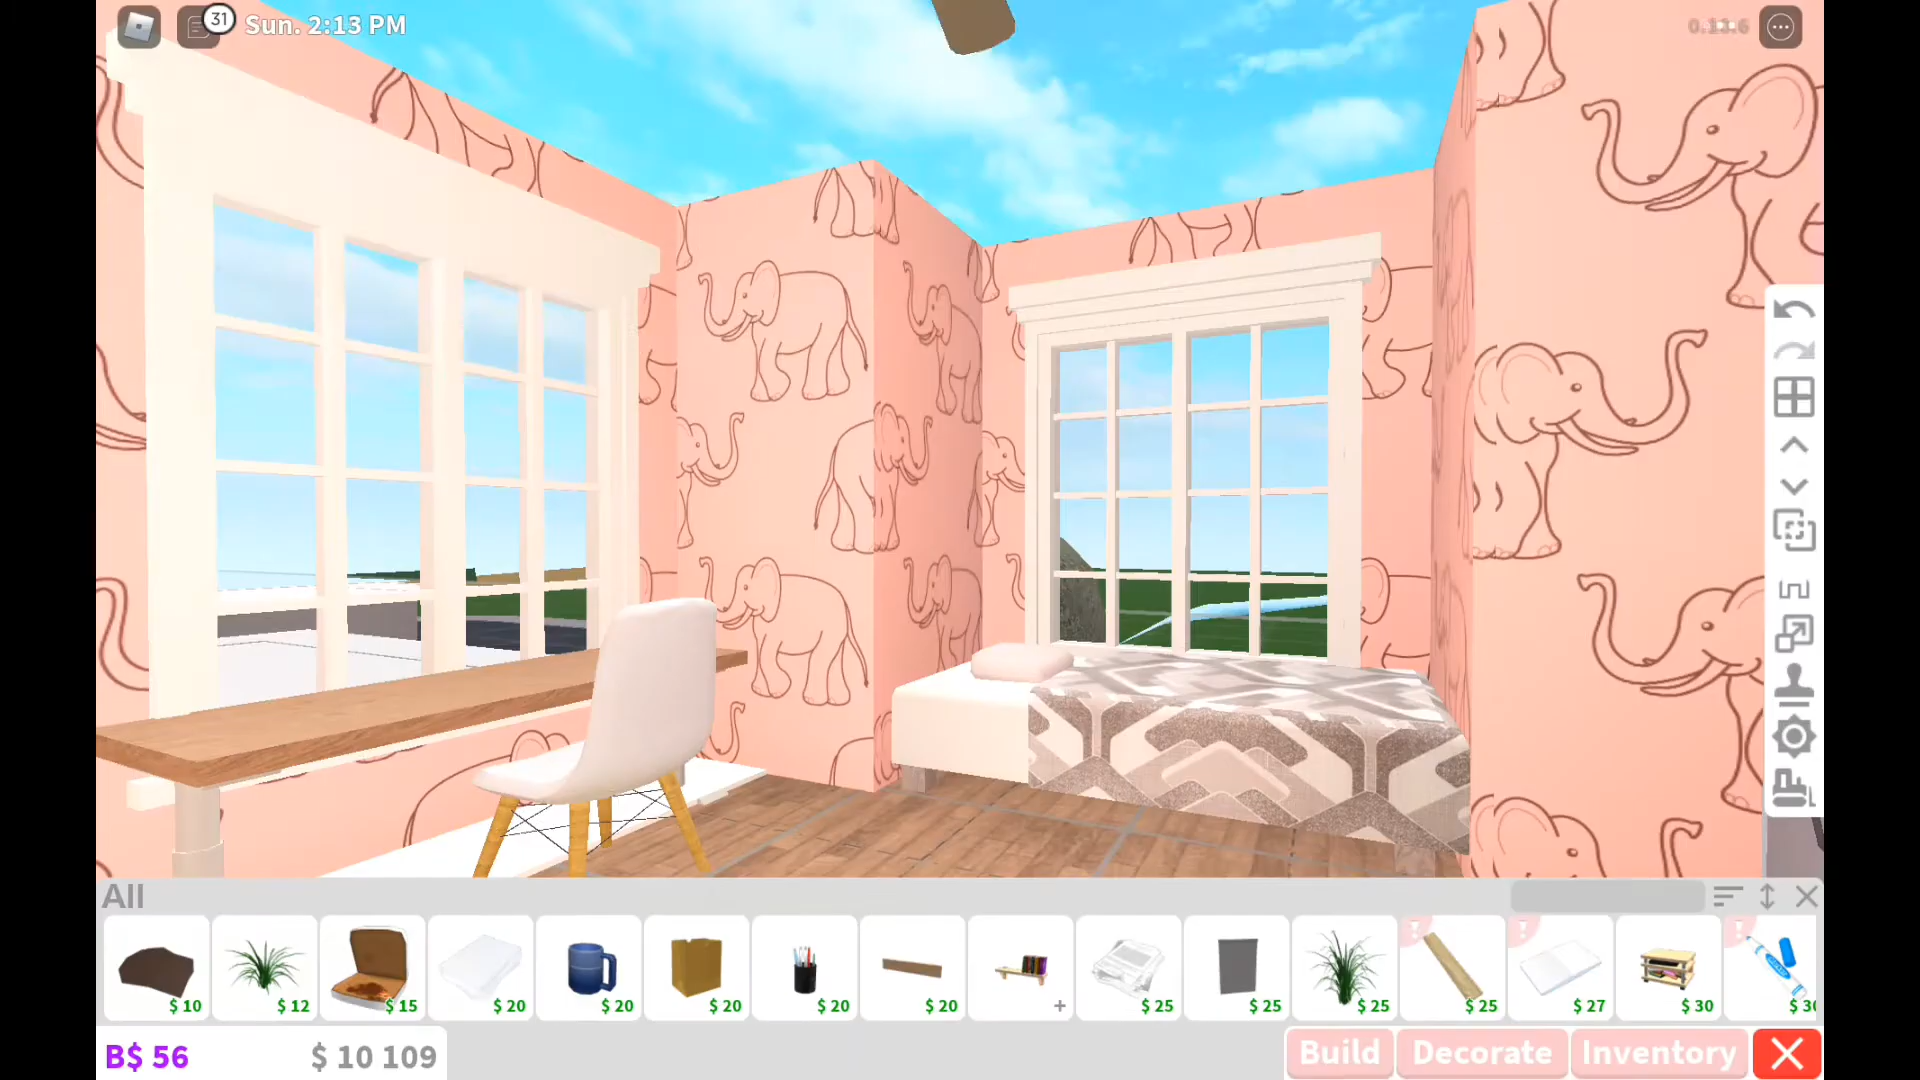 31 Sun. 2:13 PM
All
$ 10
$ 12
$ 15
$ 20
$ 20
$ 20
$ 20
$ 20
+
$ 25
$ 25
$ 25
$ 25
$ 27
$ 30
B$ 56
$ 10 109
Build
Decorate
Inventory